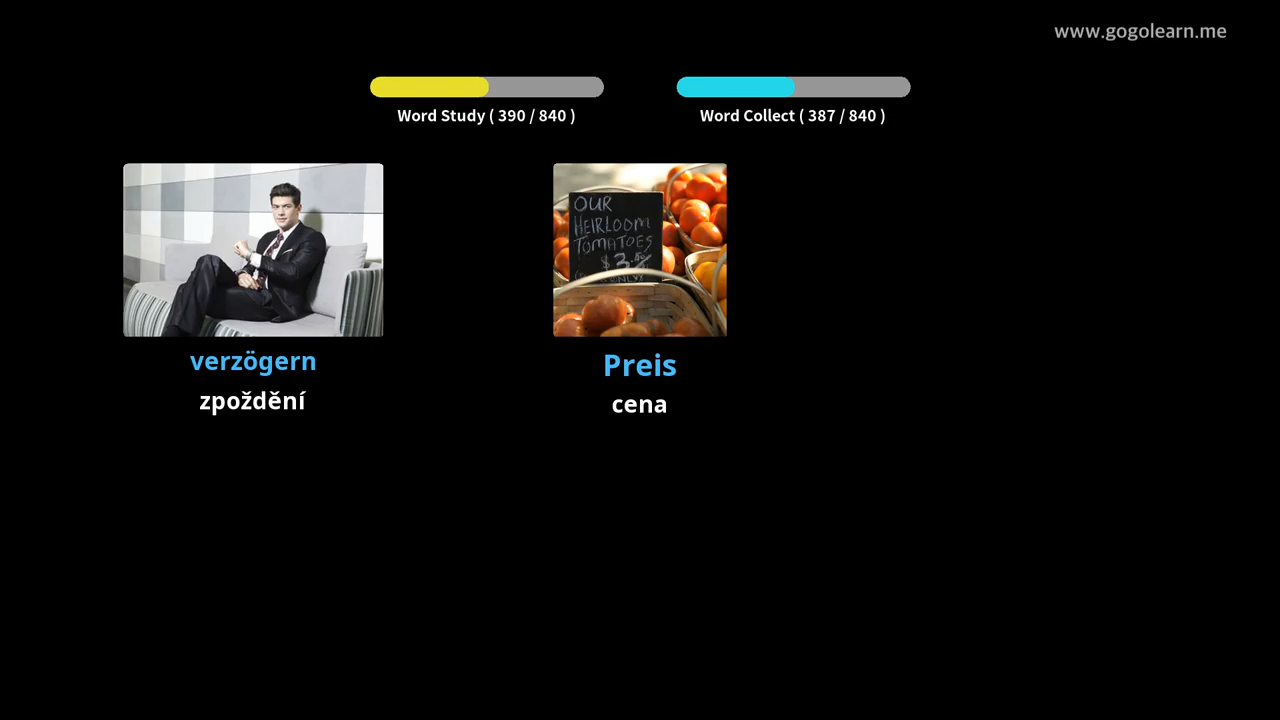 www.gogolearn.me
Word Study ( 390 / 840 )
Word Collect ( 387 / 840 )
OUR
HEIRLOOM
TOMATOES
verzögern
zpoždění
Preis
cena